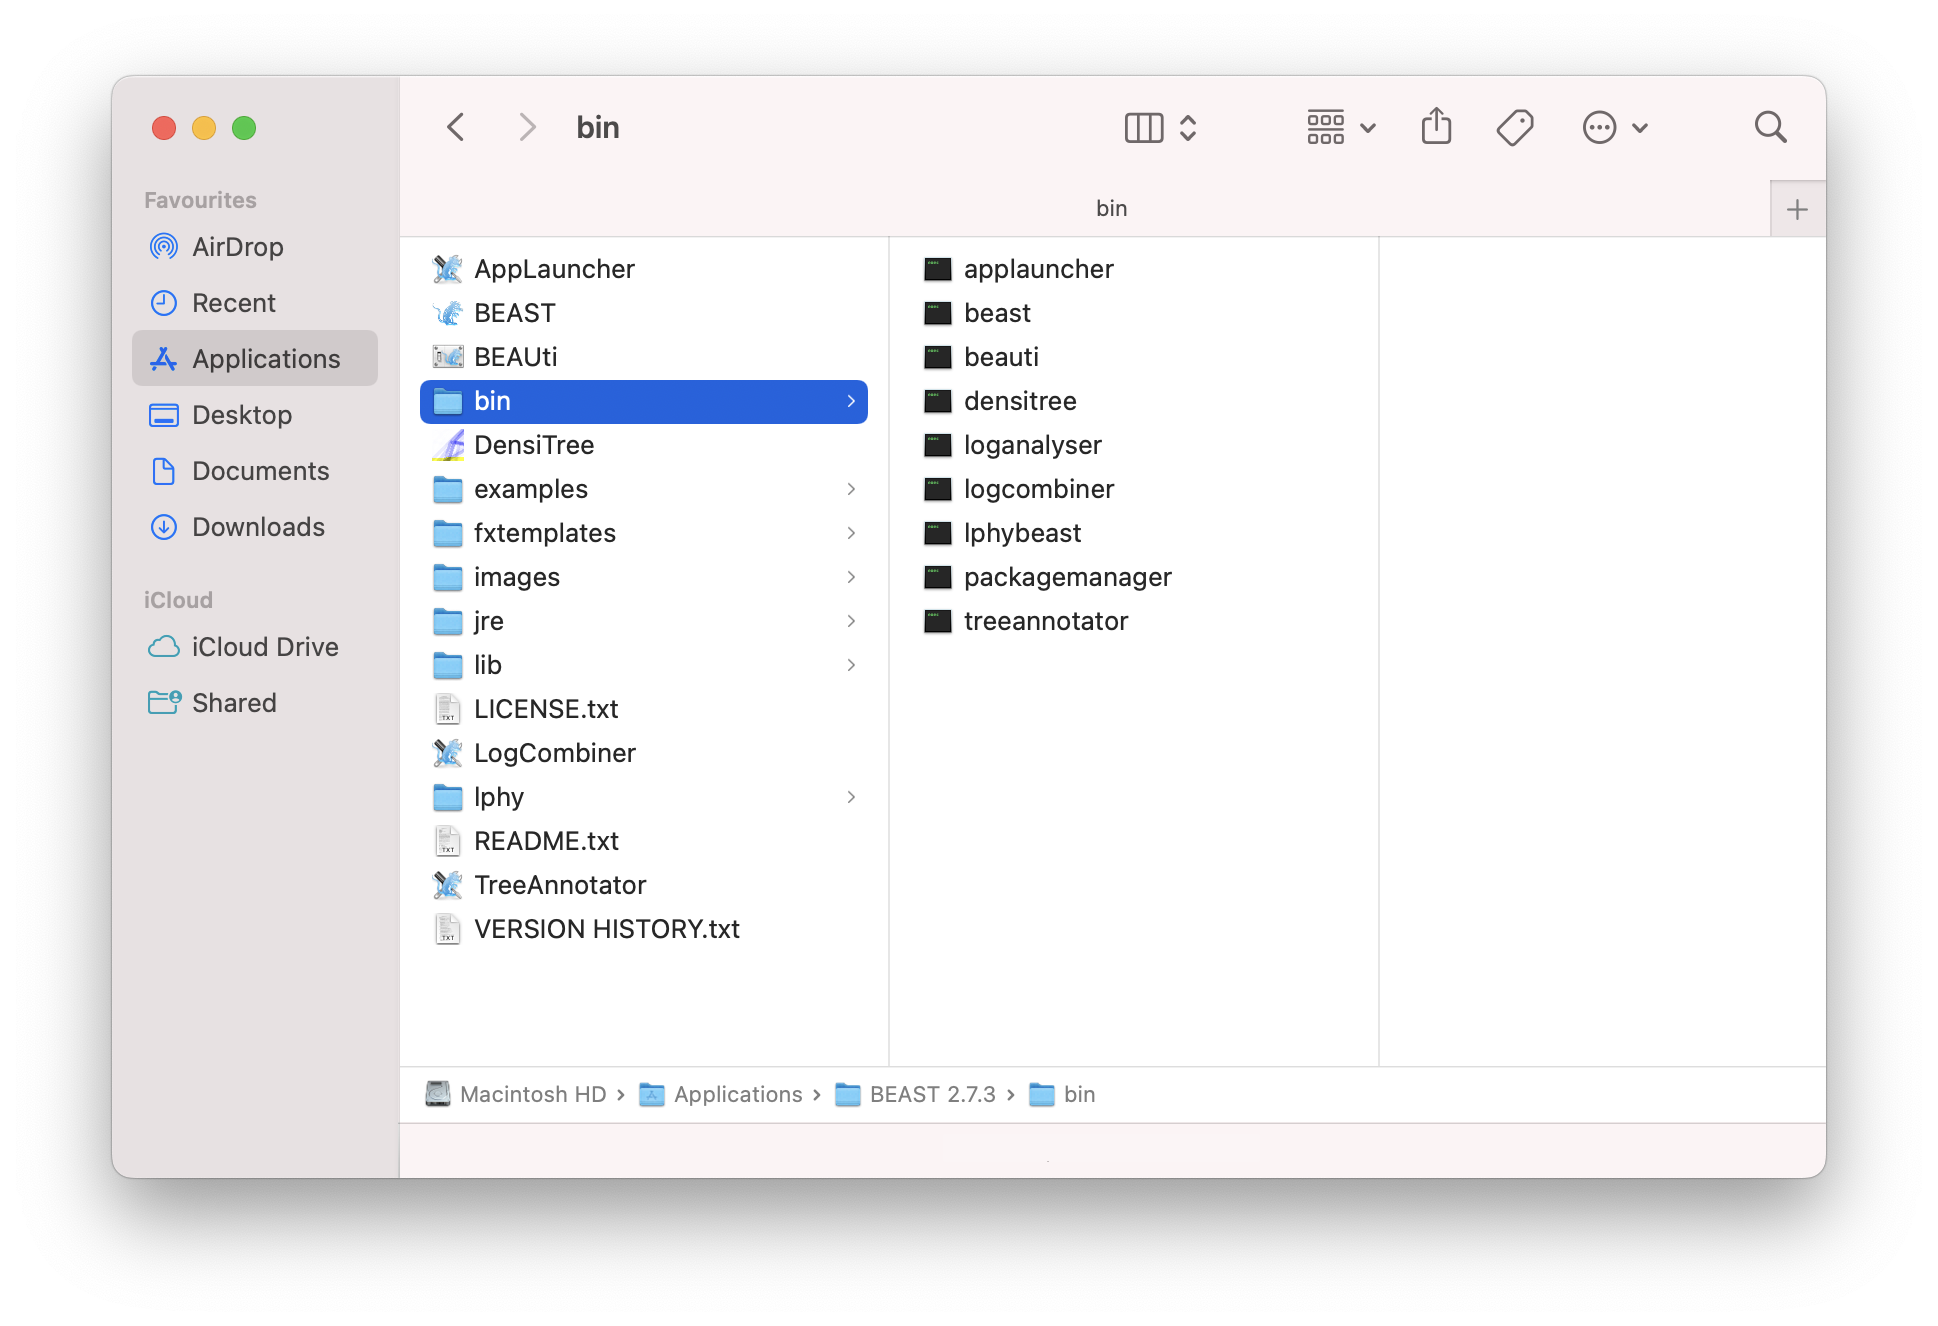 bin
bin
Favourites
AirDrop
Recent
Applications
Desktop
Documents
Downloads
iCloud
iCloud Drive
Shared
AppLauncher
BEAST
BEAUti
bin
DensiTree
examples
fxtemplates
images
jre
lib
LICENSE.txt
LogCombiner
lphy
README.txt
TreeAnnotator
VERSION HISTORY.txt
applauncher
beast
beauti
densitree
loganalyser
logcombiner
lphybeast
packagemanager
treeannotator
Macintosh HD › Applications › BEAST 2.7.3 › bin